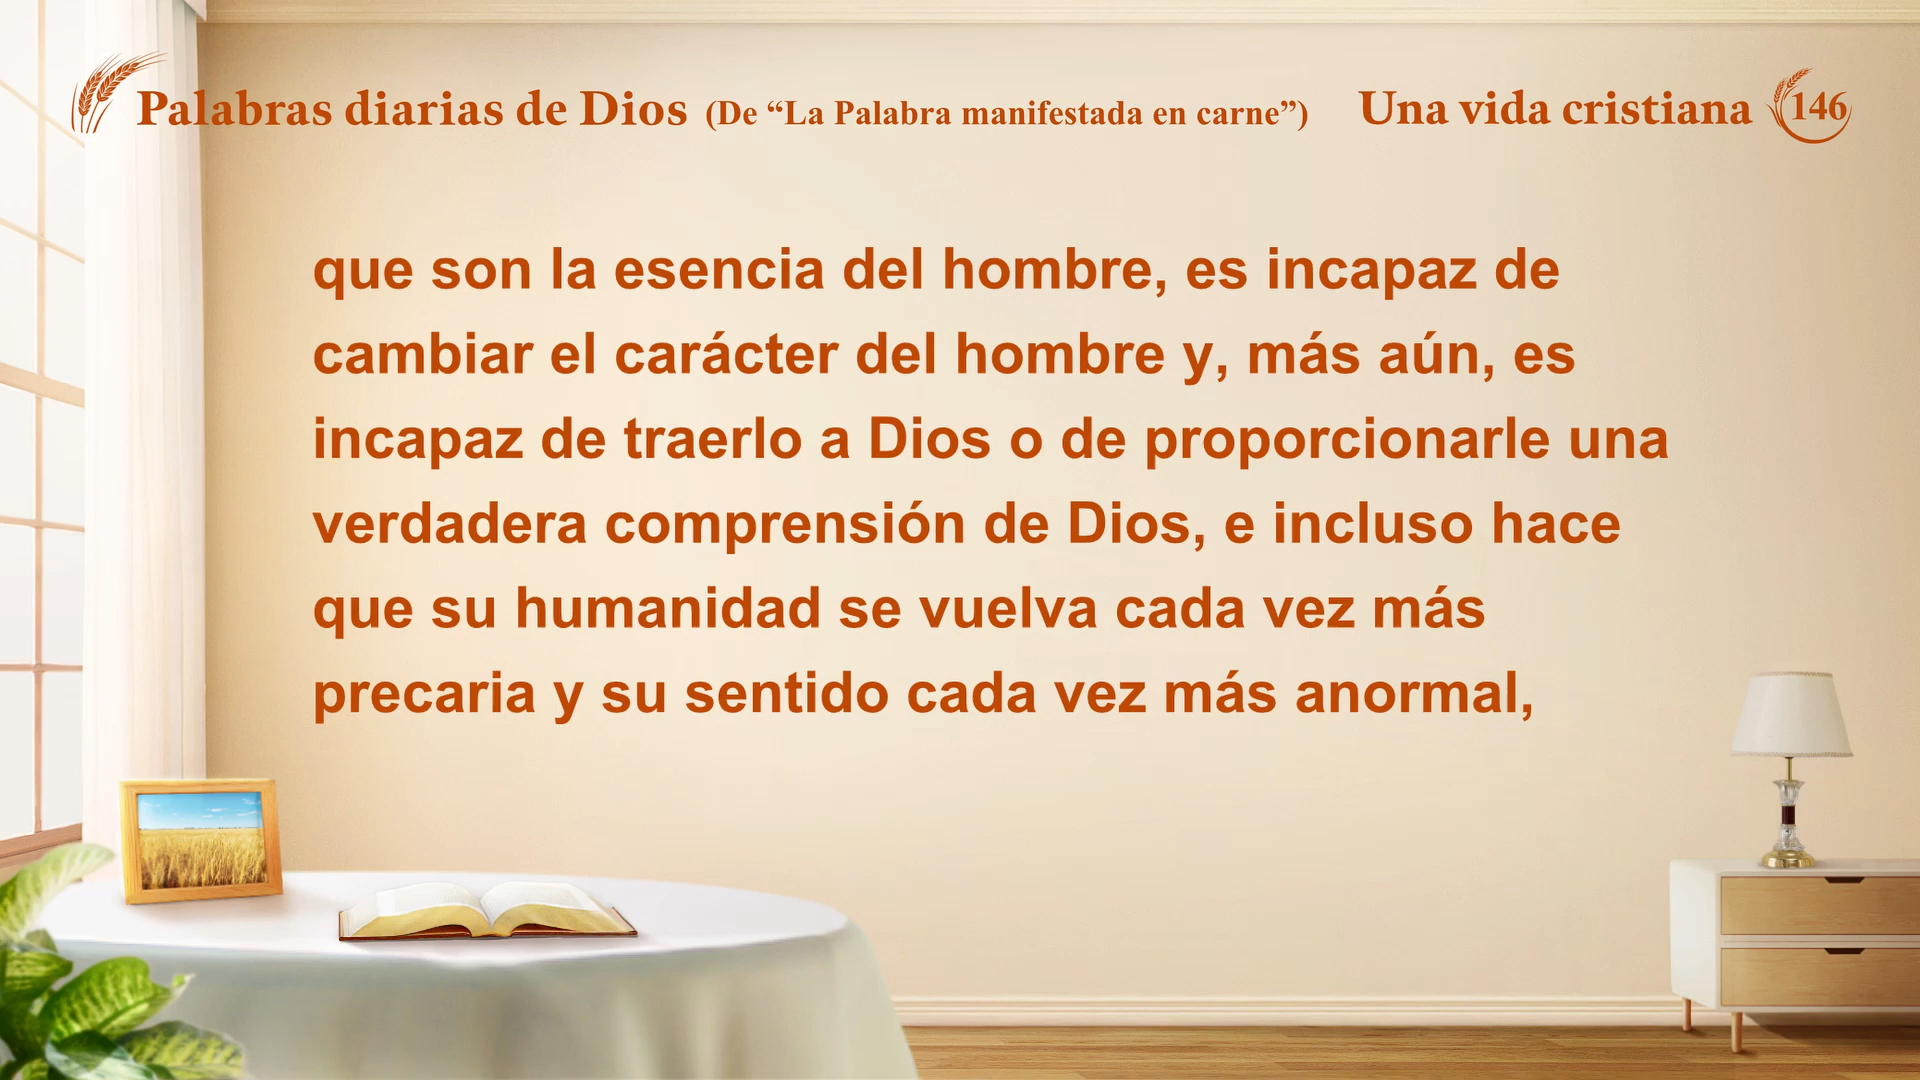 Palabras diarias de Dios (De “La Palabra manifestada en carne”) Una vida cristiana 146
que son la esencia del hombre, es incapaz de
cambiar el carácter del hombre y, más aún, es
incapaz de traerlo a Dios o de proporcionarle una
verdadera comprensión de Dios, e incluso hace
que su humanidad se vuelva cada vez más
precaria y su sentido cada vez más anormal,